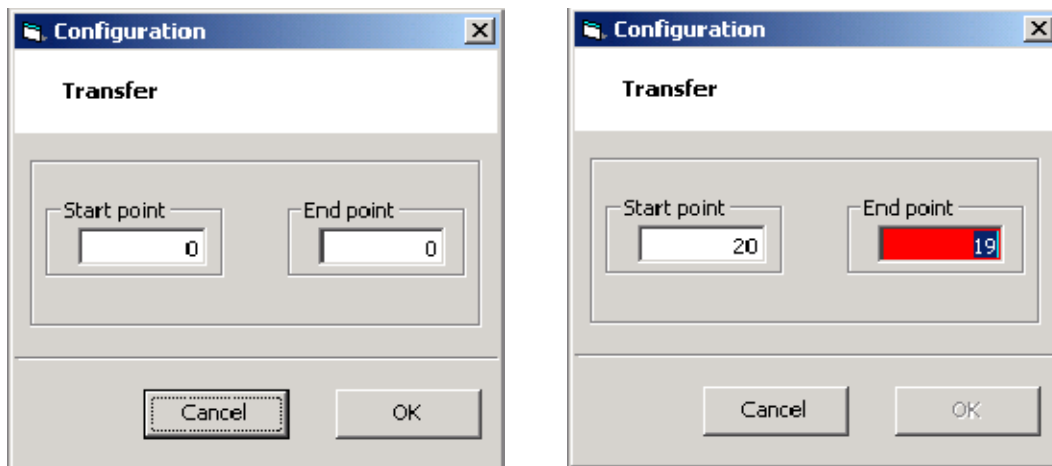 Configuration
Transfer
Start point
End point
0
0
Cancel
OK
Configuration
Transfer
Start point
End point
20
19
Cancel
OK